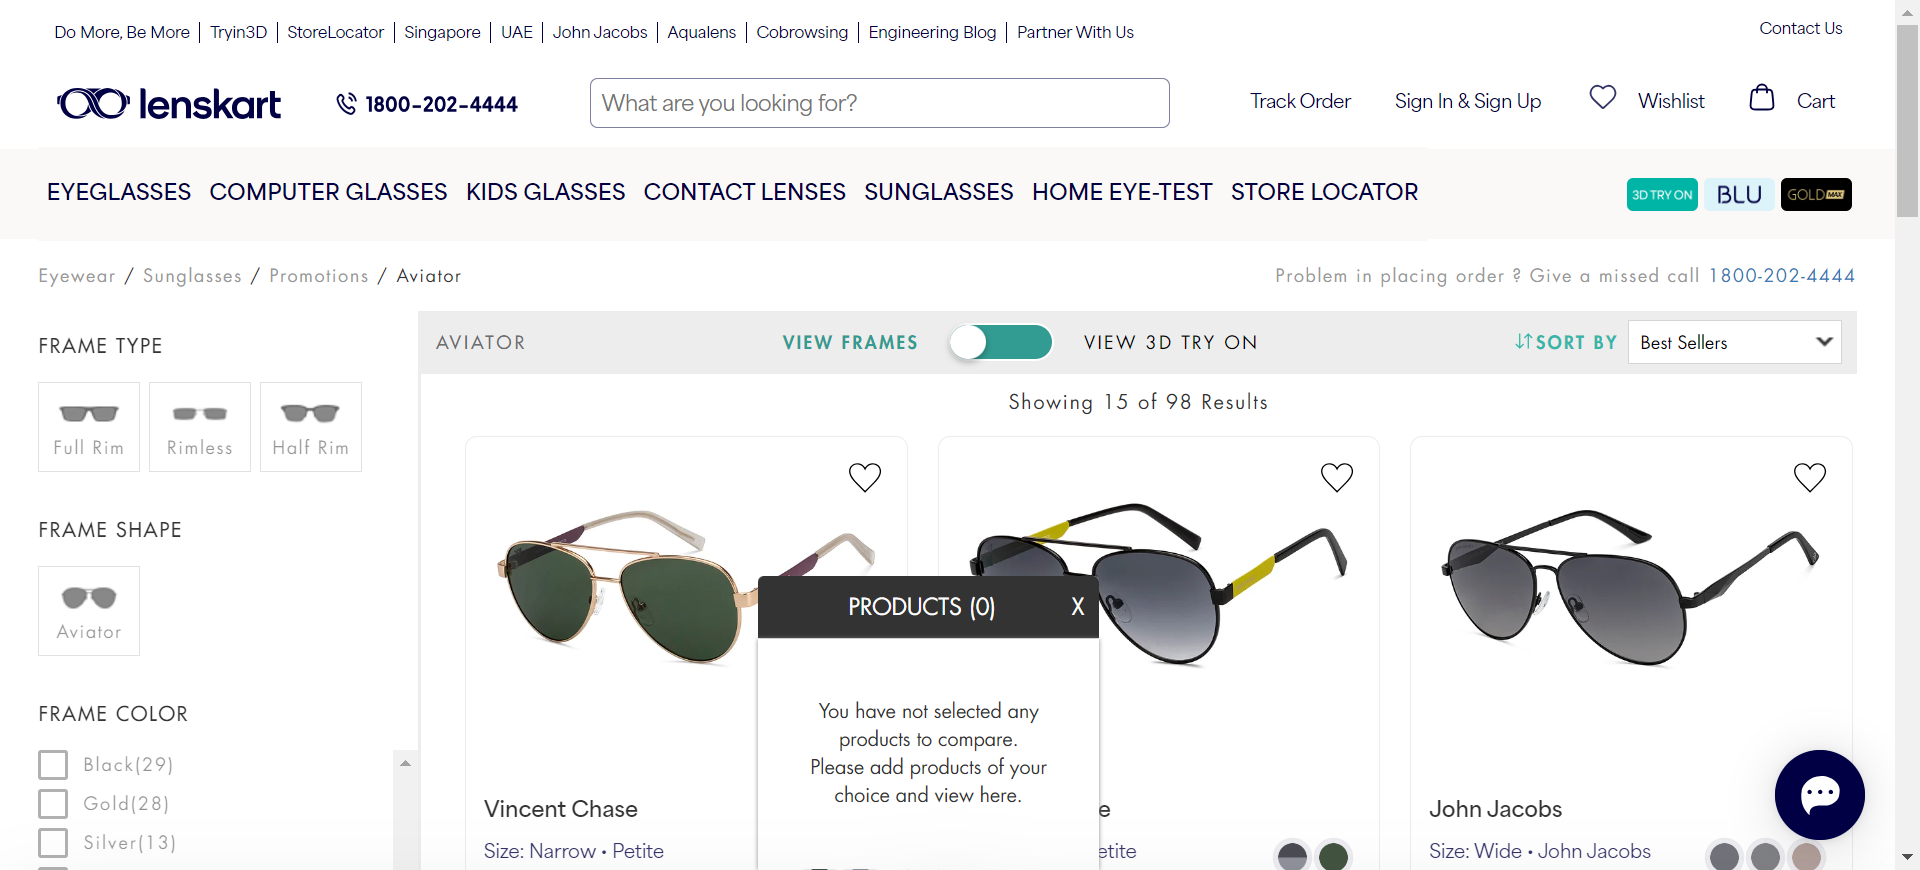 Do More, Be More Tryin3D StoreLocator Singapore UAE John Jacobs Aqualens Cobrowsing Engineering Blog Partner With Us Contact Us
lenskart 1800-202-4444 What are you looking for? Track Order Sign In & Sign Up Wishlist Cart
EYEGLASSES COMPUTER GLASSES KIDS GLASSES CONTACT LENSES SUNGLASSES HOME EYE-TEST STORE LOCATOR 3D TRY ON BLU GOLD MAX
Eyewear / Sunglasses / Promotions / Aviator Problem in placing order ? Give a missed call 1800-202-4444
FRAME TYPE
Full Rim Rimless Half Rim
FRAME SHAPE
Aviator
FRAME COLOR
Black(29)
Gold(28)
Silver(13)
AVIATOR VIEW FRAMES VIEW 3D TRY ON SORT BY Best Sellers
Showing 15 of 98 Results
Vincent Chase
Size: Narrow • Petite
e
etite
John Jacobs
Size: Wide • John Jacobs
PRODUCTS (0) X
You have not selected any
products to compare.
Please add products of your
choice and view here.